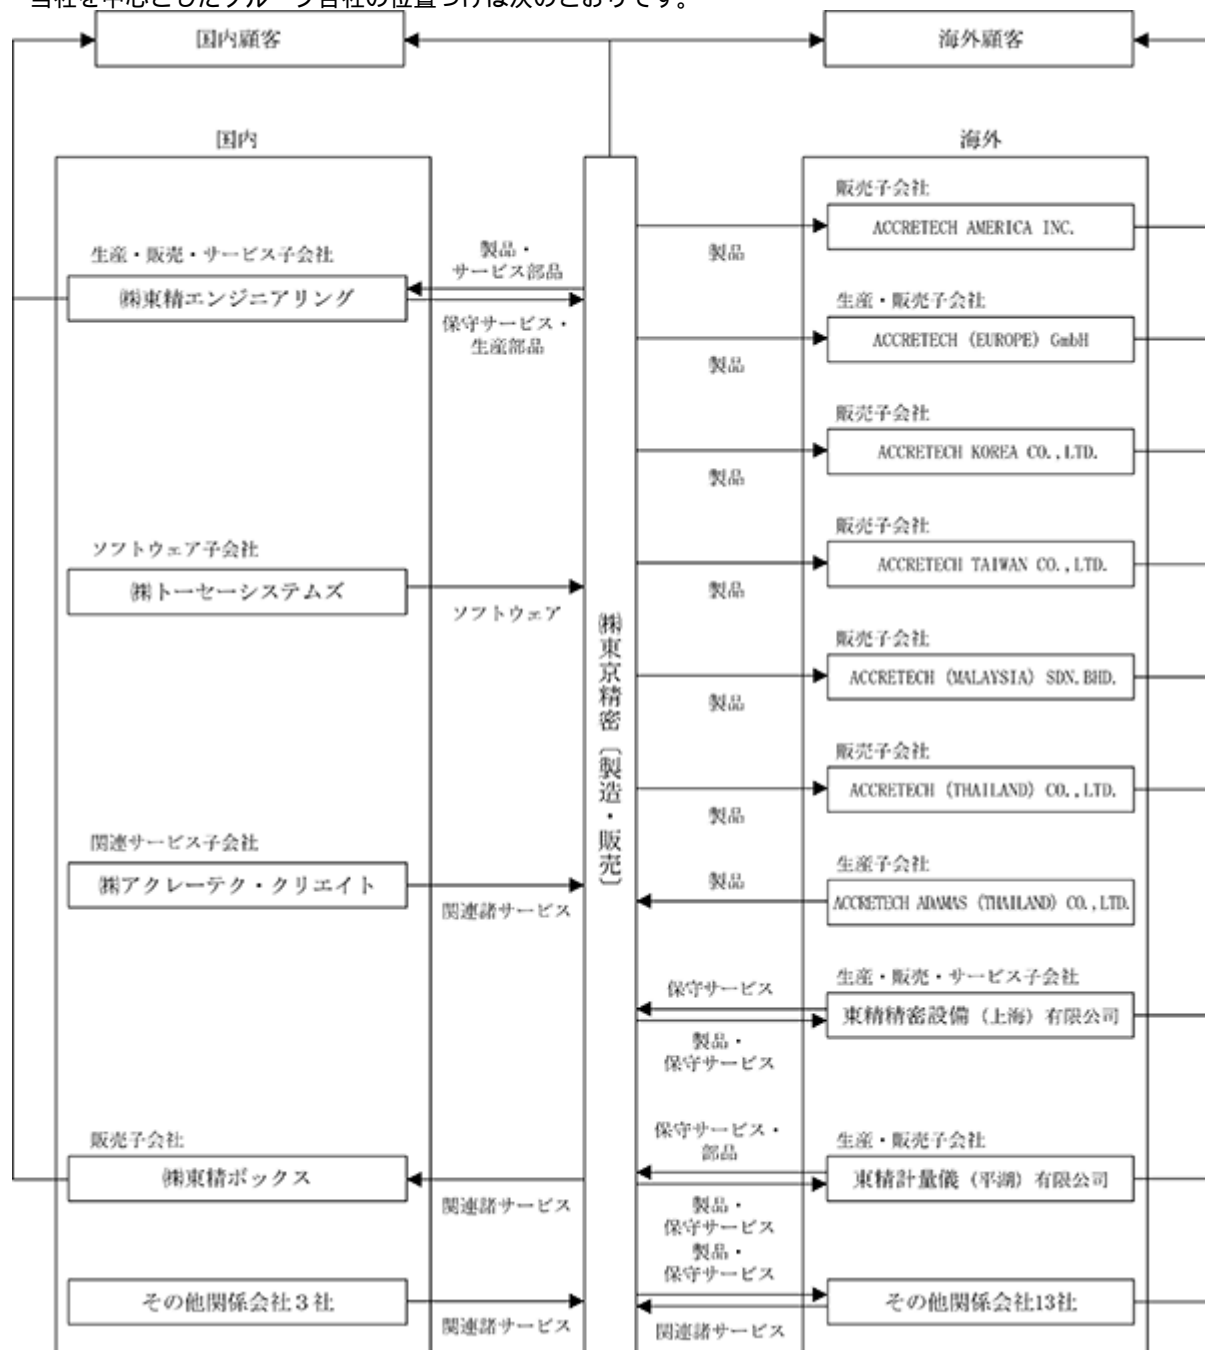 当社を中心としたグループ各社の位置づけは次のとおりです。
国内顧客
海外顧客
国内
海外
生産・販売・サービス子会社
㈱東精エンジニアリング
製品・
サービス部品
保守サービス・
生産部品
ソフトウェア子会社
㈱トーセーシステムズ
ソフトウェア
関連サービス子会社
㈱アクレーテク・クリエイト
関連諸サービス
販売子会社
㈱東精ボックス
関連諸サービス
その他関係会社3社
関連諸サービス
㈱東京精密〔製造・販売〕
販売子会社
ACCRETECH AMERICA INC.
製品
生産・販売子会社
ACCRETECH (EUROPE) GmbH
製品
販売子会社
ACCRETECH KOREA CO.,LTD.
製品
販売子会社
ACCRETECH TAIWAN CO.,LTD.
製品
販売子会社
ACCRETECH (MALAYSIA) SDN.BHD.
製品
販売子会社
ACCRETECH (THAILAND) CO.,LTD.
製品
生産子会社
製品
ACCRETECH ADAMAS (THAILAND) CO.,LTD.
生産・販売・サービス子会社
保守サービス
東精精密設備(上海)有限公司
製品・
保守サービス
保守サービス・
部品
生産・販売子会社
東精計量儀(平湖)有限公司
製品・
保守サービス
製品・
保守サービス
その他関係会社13社
関連諸サービス